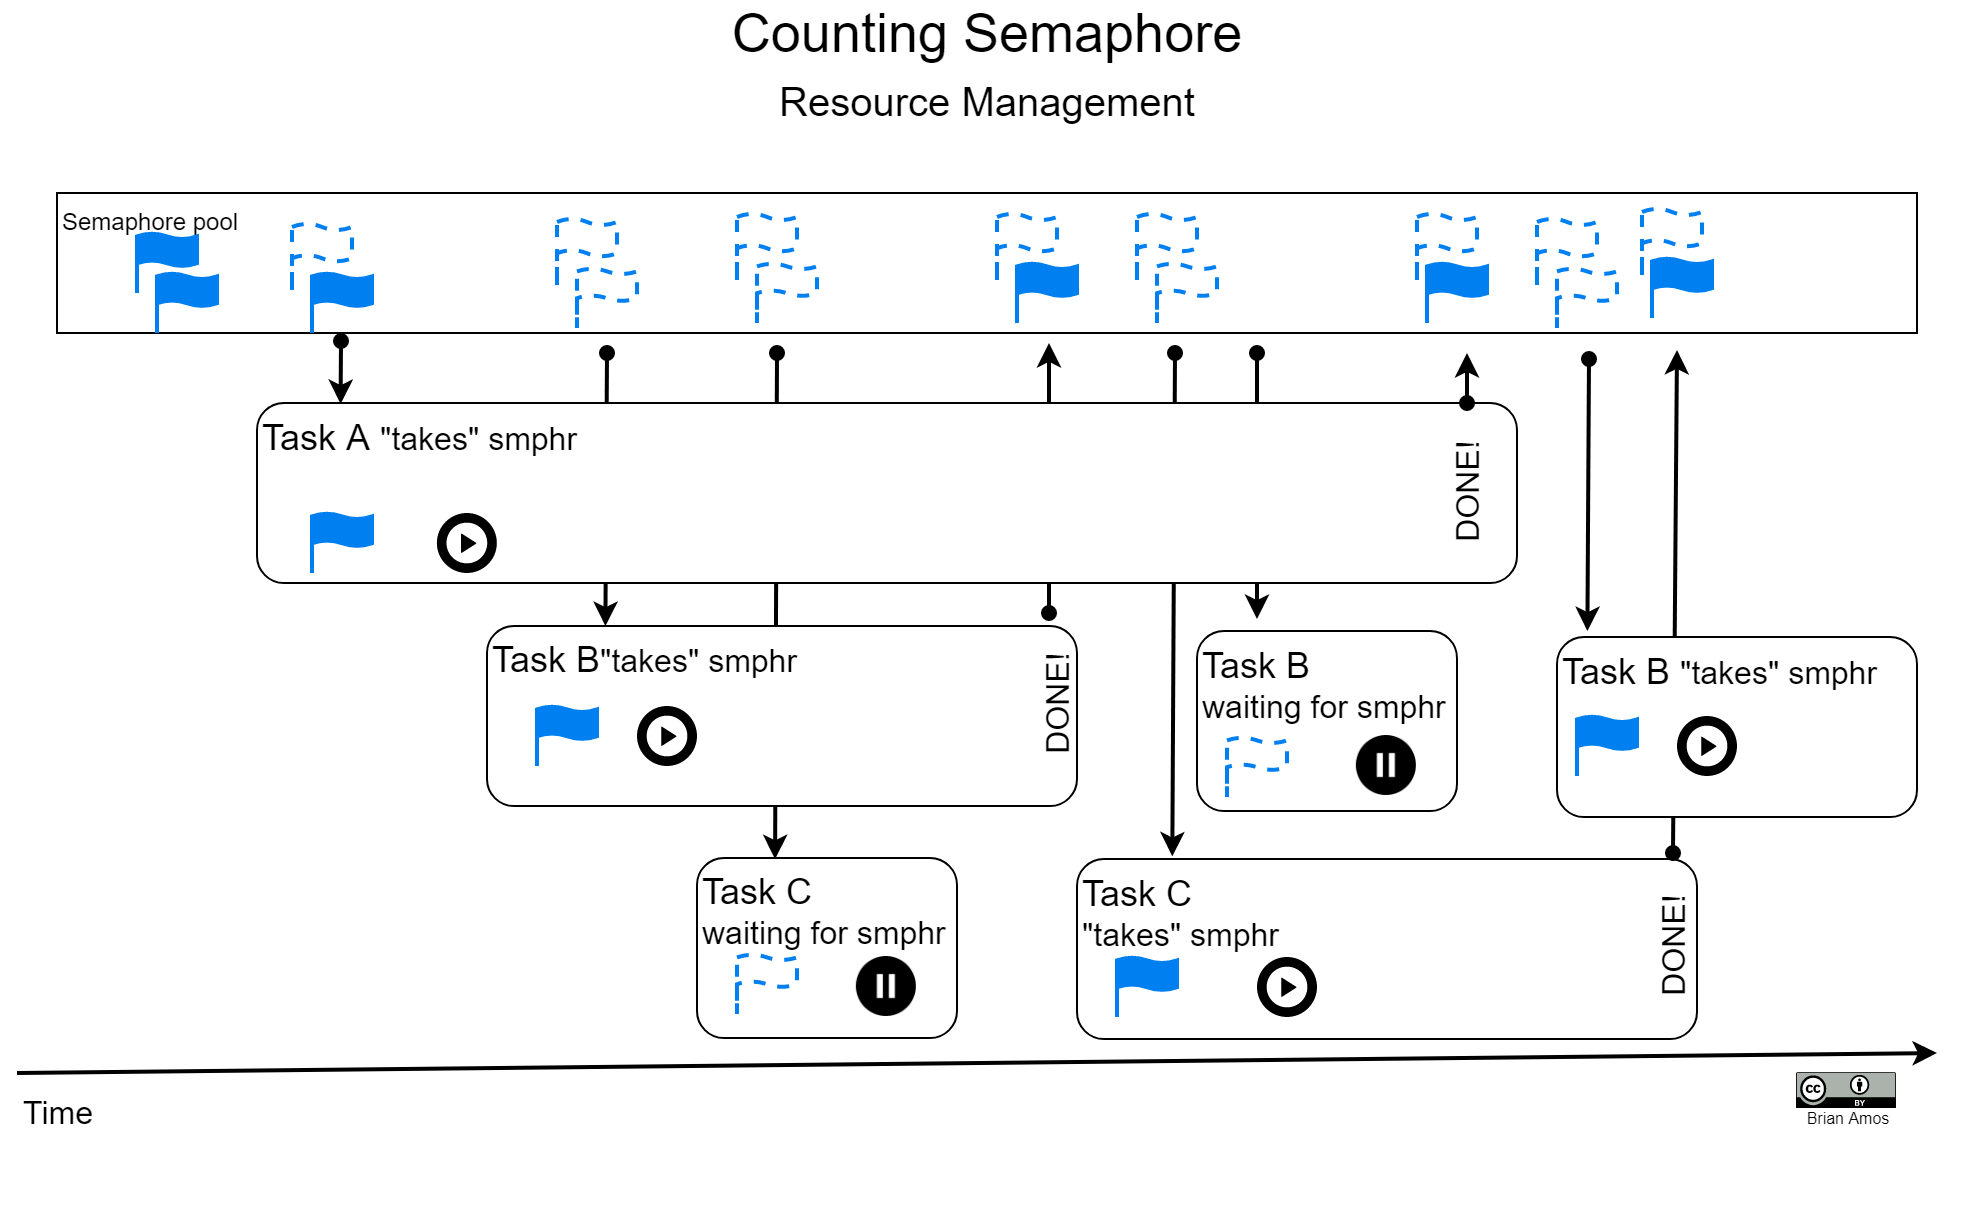 Counting Semaphore
Resource Management
Semaphore pool
Task A "takes" smphr
DONE!
Task B"takes" smphr
DONE!
Task B
waiting for smphr
Task B "takes" smphr
Task C
waiting for smphr
Task C
"takes" smphr
DONE!
Time
cc
BY
Brian Amos